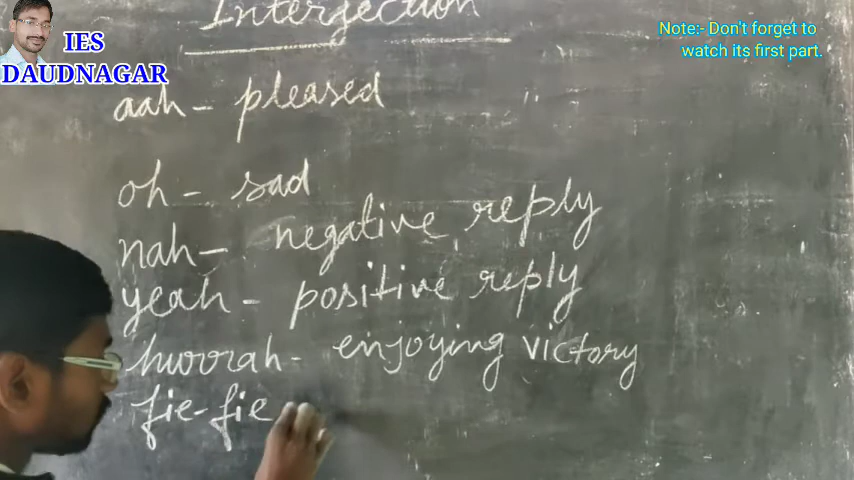 Interjection
IES
DAUDNAGAR
Note:- Don't forget to
watch its first part.
aah - pleased
oh - sad
nah - negative reply
yeah - positive reply
hurrah - enjoying victory
fie-fie